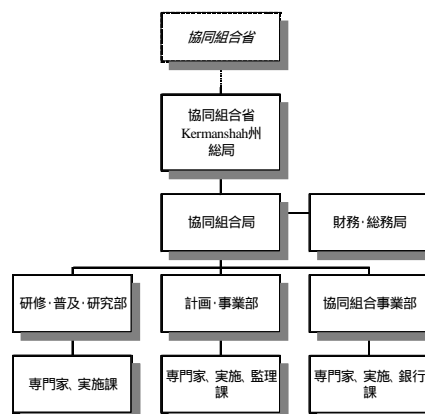 協同組合省
協同組合省
Kermanshah州
総局
協同組合局
財務・総務局
研修・普及・研究部
計画・事業部
協同組合事業部
専門家、実施課
専門家、実施、監理
課
専門家、実施、銀行
課